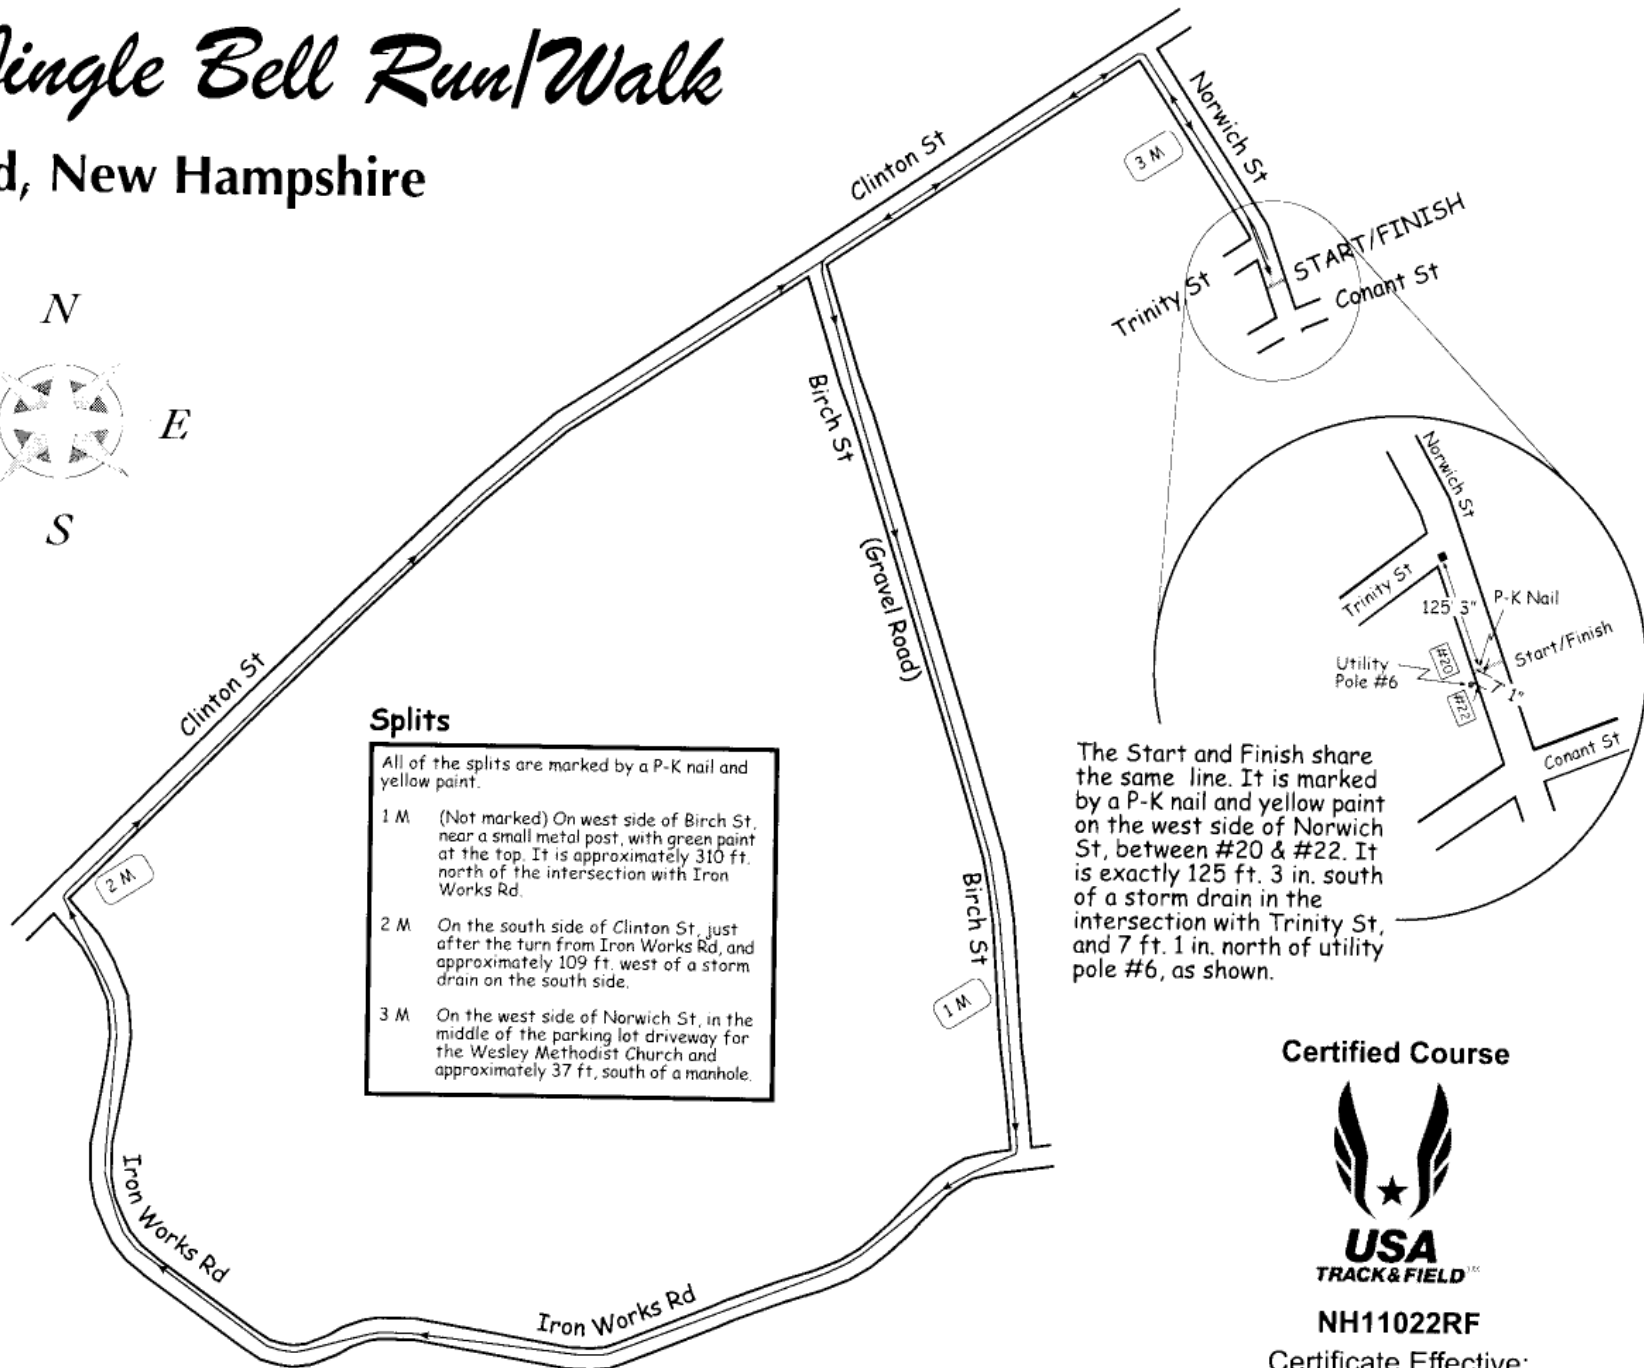 Jingle Bell Run/Walk
d, New Hampshire
N
E
S
Clinton St
Norwich St
3 M
START/FINISH
Trinity St
Conant St
Birch St
(Gravel Road)
Clinton St
Birch St
1 M
2 M
Iron Works Rd
Iron Works Rd
Norwich St
Trinity St
125' 3"
P-K Nail
Start/Finish
Utility
Pole #6
#20
#22
7' 1"
Conant St
Splits
All of the splits are marked by a P-K nail and
yellow paint.
1 M (Not marked) On west side of Birch St,
near a small metal post, with green paint
at the top. It is approximately 310 ft.
north of the intersection with Iron
Works Rd.
2 M On the south side of Clinton St, just
after the turn from Iron Works Rd, and
approximately 109 ft. west of a storm
drain on the south side.
3 M On the west side of Norwich St, in the
middle of the parking lot driveway for
the Wesley Methodist Church and
approximately 37 ft, south of a manhole.
The Start and Finish share
the same line. It is marked
by a P-K nail and yellow paint
on the west side of Norwich
St, between #20 & #22. It
is exactly 125 ft. 3 in. south
of a storm drain in the
intersection with Trinity St,
and 7 ft. 1 in. north of utility
pole #6, as shown.
Certified Course
USA
TRACK&FIELD
NH11022RF
Certificate Effective: